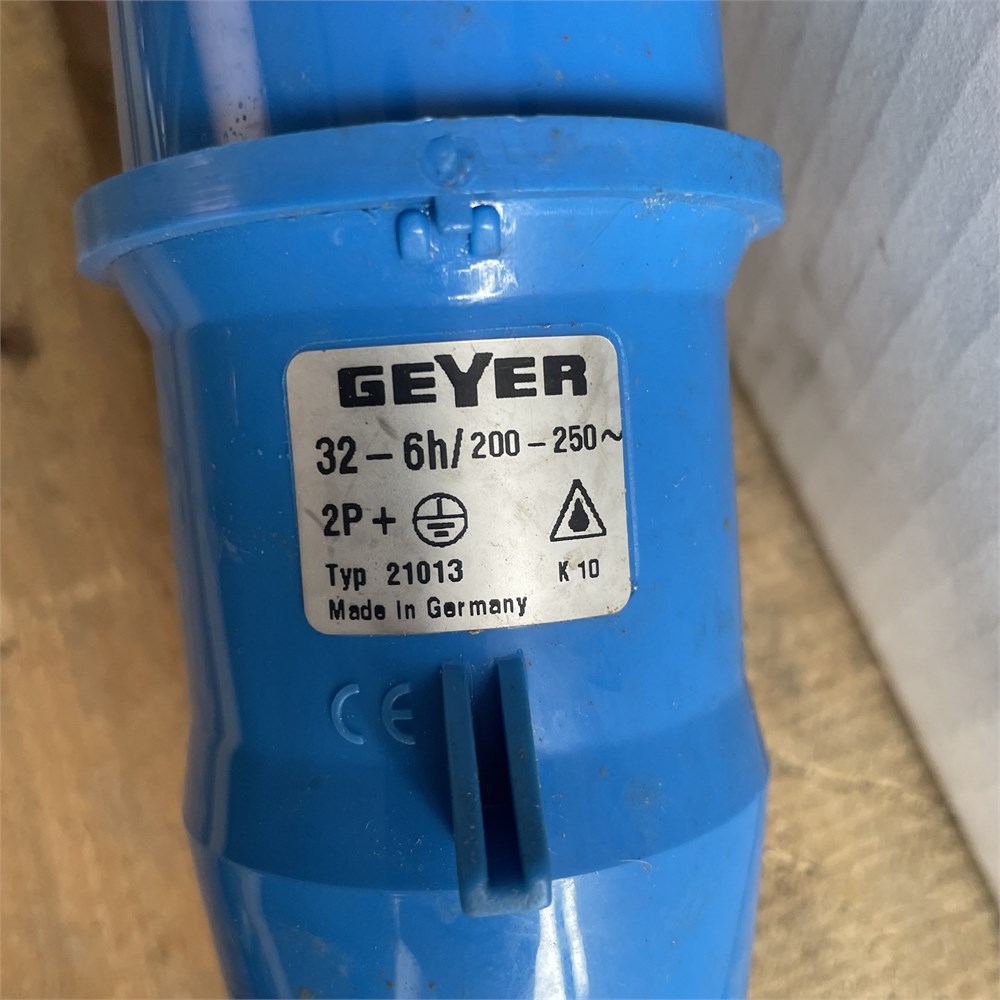 GEYER
32 – 6h/ 200 – 250 ~
2P + ⏚
Typ 21013 K 10
Made in Germany
CE